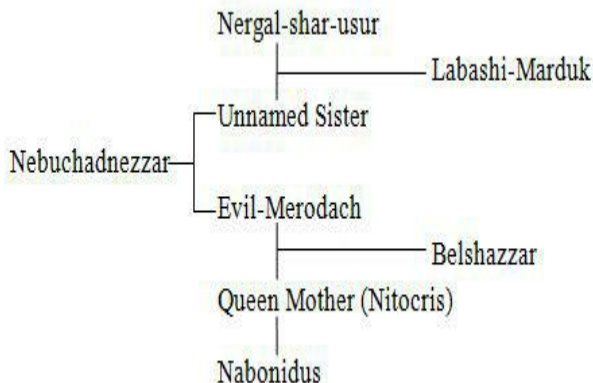 Nergal-shar-usur
Labashi-Marduk
Unnamed Sister
Nebuchadnezzar
Evil-Merodach
Belshazzar
Queen Mother (Nitocris)
Nabonidus